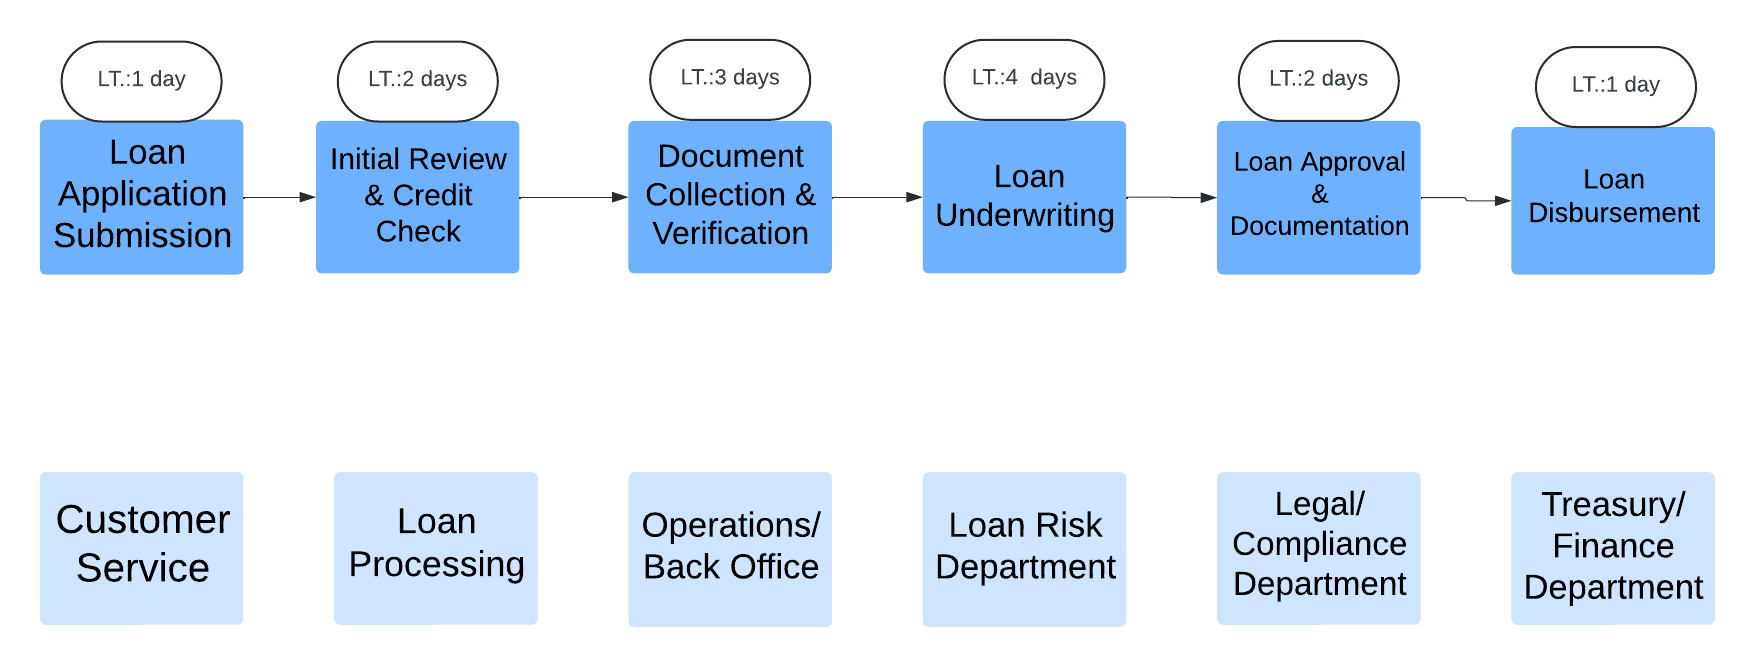 LT.:1 day
LT.:2 days
LT.:3 days
LT.:4  days
LT.:2 days
LT.:1 day
Loan
Application
Submission
Initial Review
& Credit
Check
Document
Collection &
Verification
Loan
Underwriting
Loan Approval
&
Documentation
Loan
Disbursement
Customer
Service
Loan
Processing
Operations/
Back Office
Loan Risk
Department
Legal/
Compliance
Department
Treasury/
Finance
Department